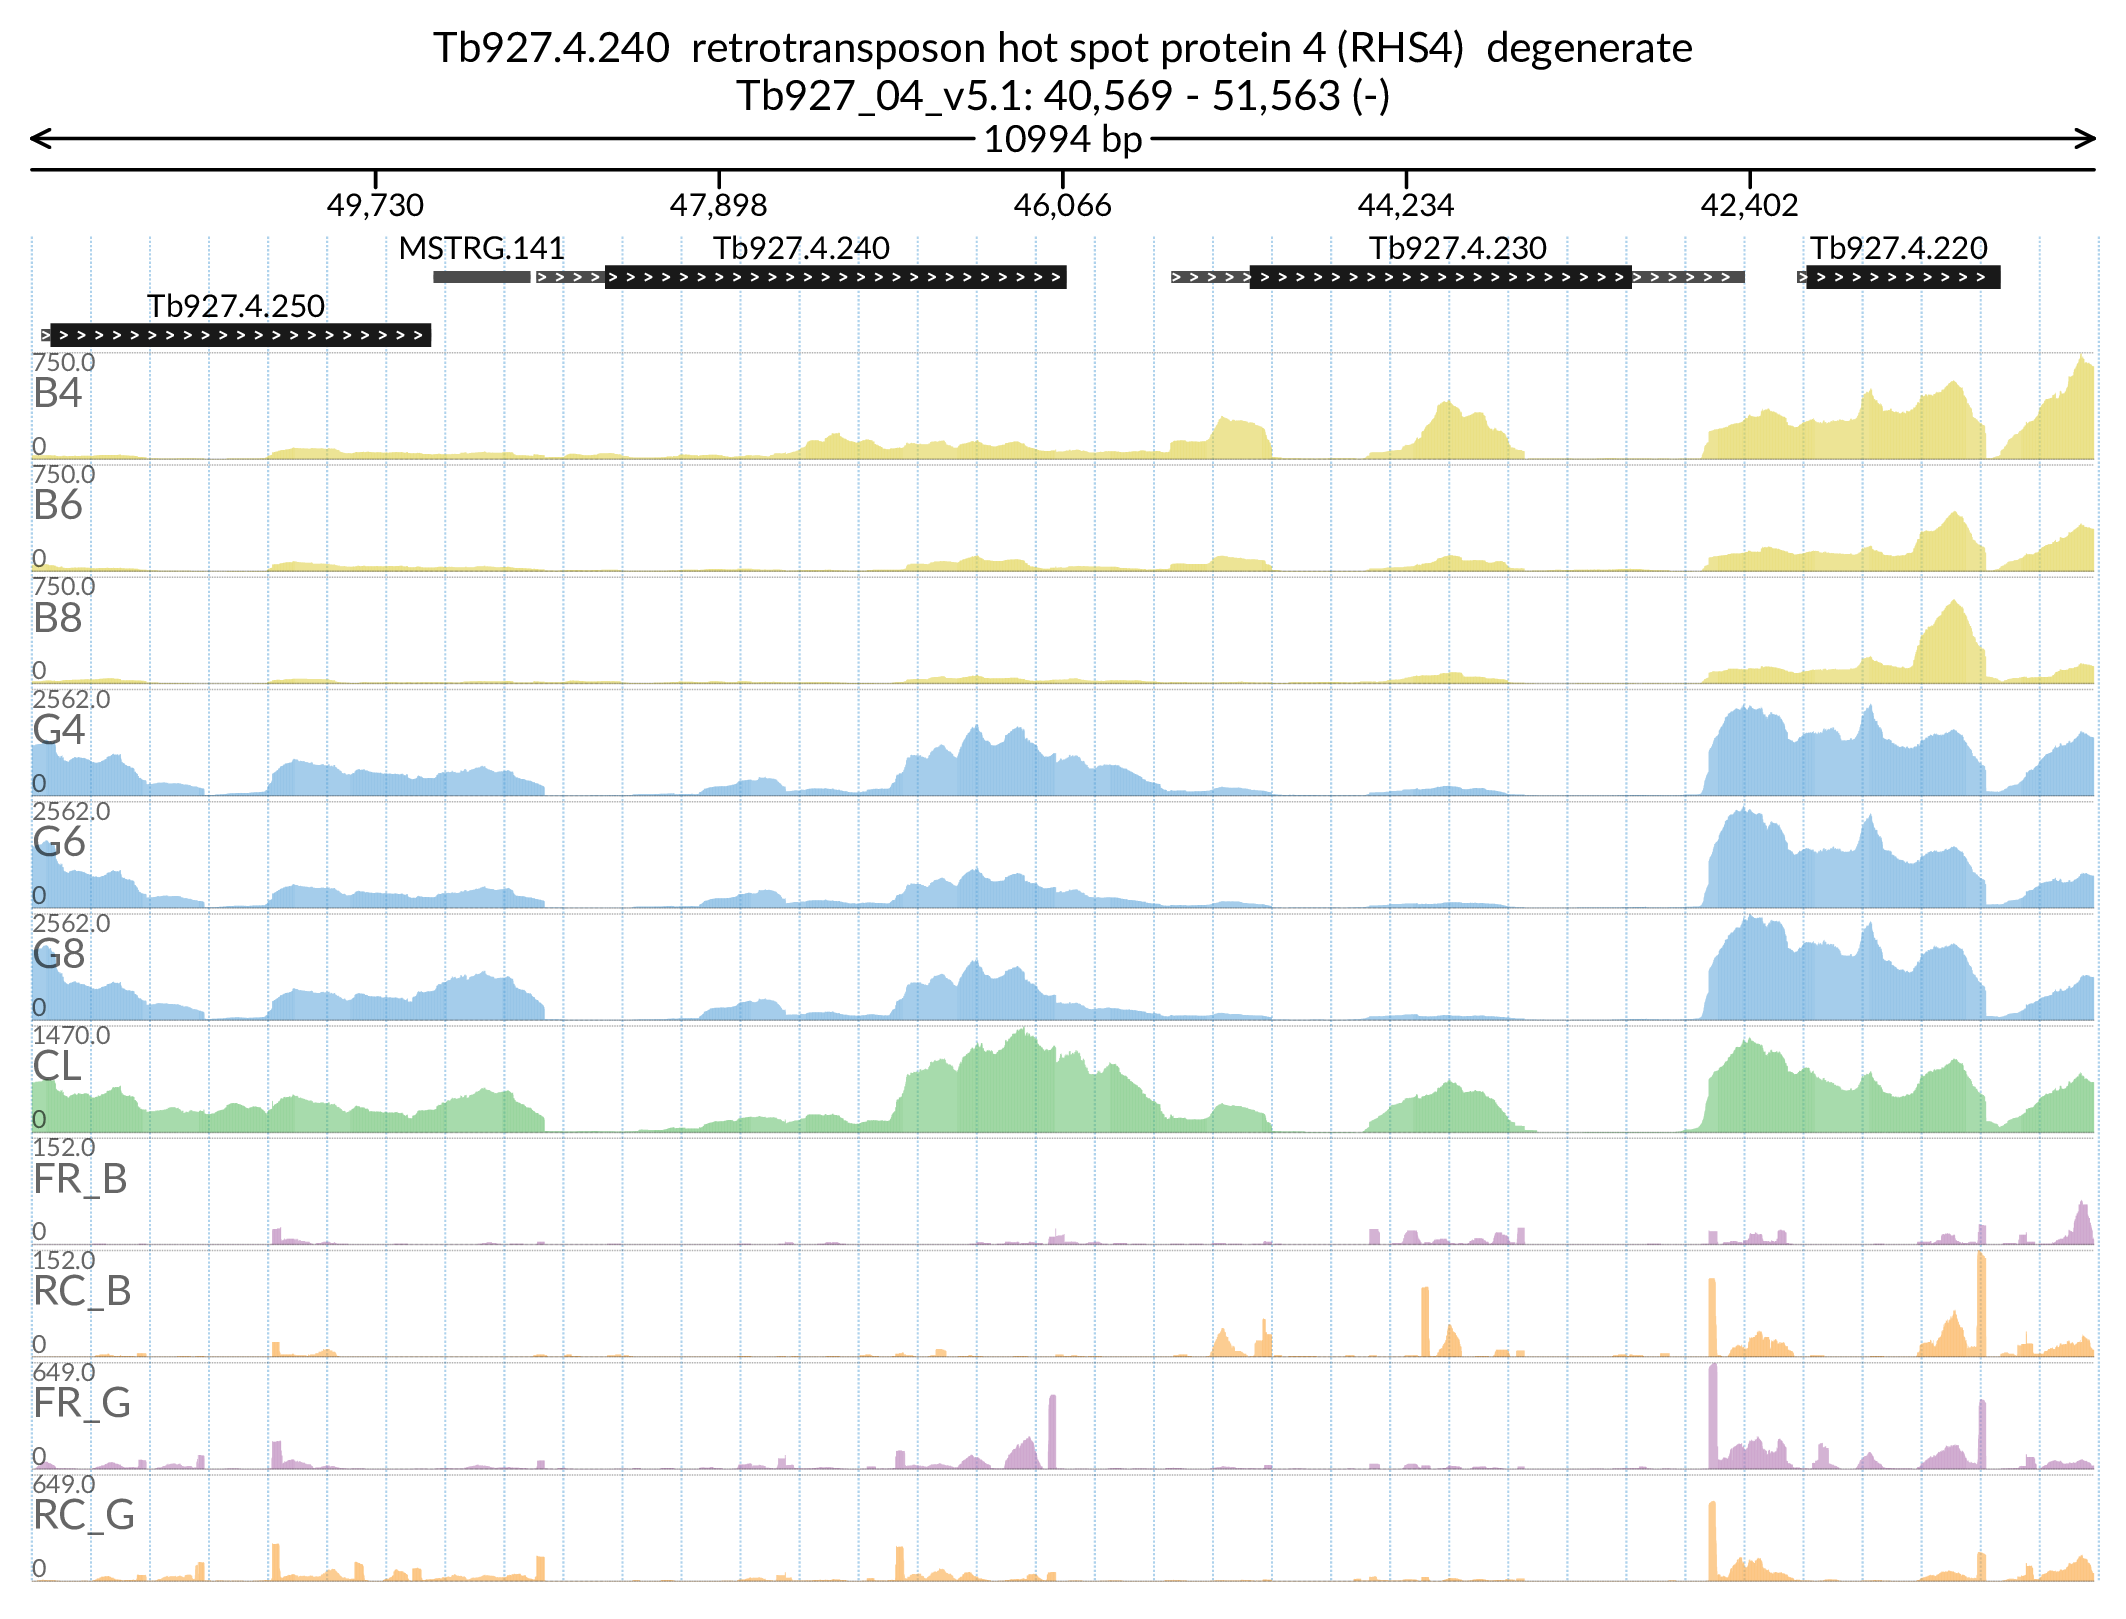 Tb927.4.240  retrotransposon hot spot protein 4 (RHS4)  degenerate
Tb927_04_v5.1: 40,569 - 51,563 (-)
10994 bp
49,730 47,898 46,066 44,234 42,402
MSTRG.141 Tb927.4.240 Tb927.4.230 Tb927.4.220
Tb927.4.250
750.0
B4
0
750.0
B6
0
750.0
B8
0
2562.0
G4
0
2562.0
G6
0
2562.0
G8
0
1470.0
CL
0
152.0
FR_B
0
152.0
RC_B
0
649.0
FR_G
0
649.0
RC_G
0